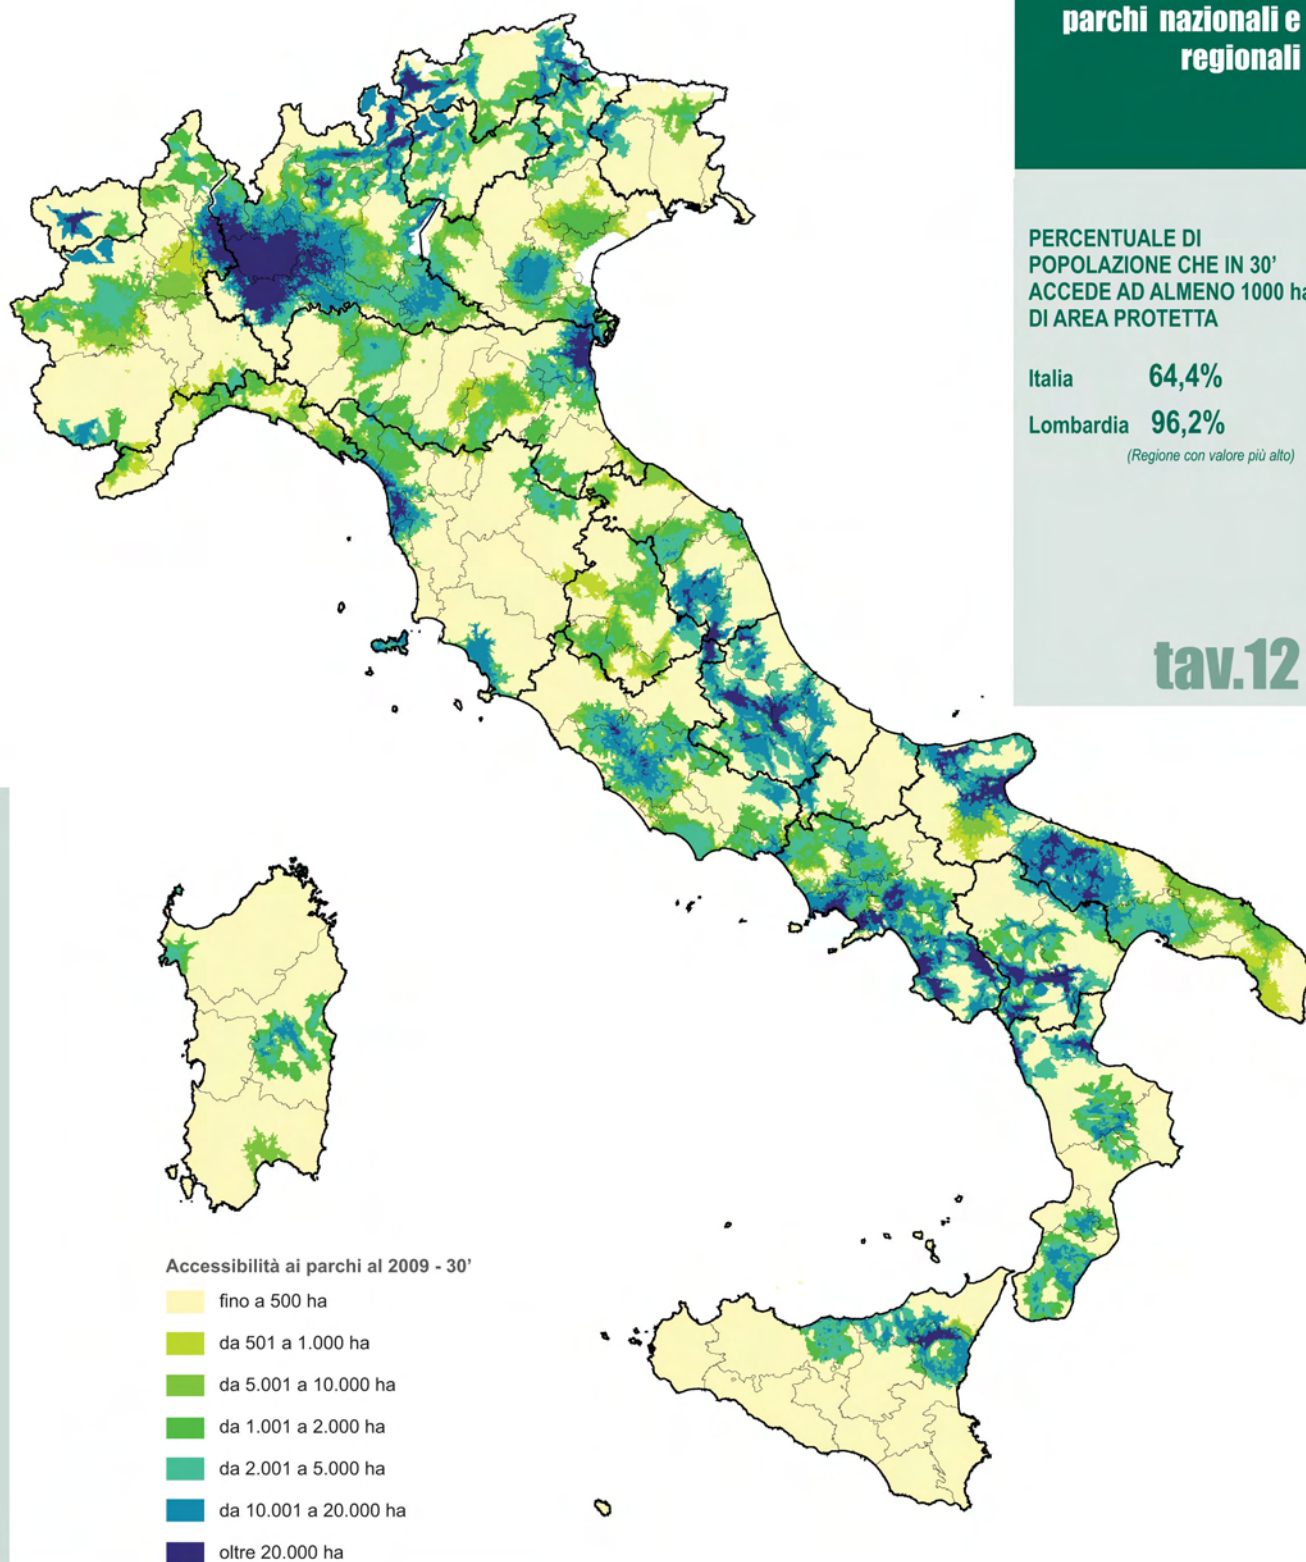 parchi nazionali e
regionali
PERCENTUALE DI
POPOLAZIONE CHE IN 30'
ACCEDE AD ALMENO 1000 ha
DI AREA PROTETTA
Italia 64,4%
Lombardia 96,2%
(Regione con valore più alto)
tav.12
Accessibilità ai parchi al 2009 - 30'
fino a 500 ha
da 501 a 1.000 ha
da 5.001 a 10.000 ha
da 1.001 a 2.000 ha
da 2.001 a 5.000 ha
da 10.001 a 20.000 ha
oltre 20.000 ha